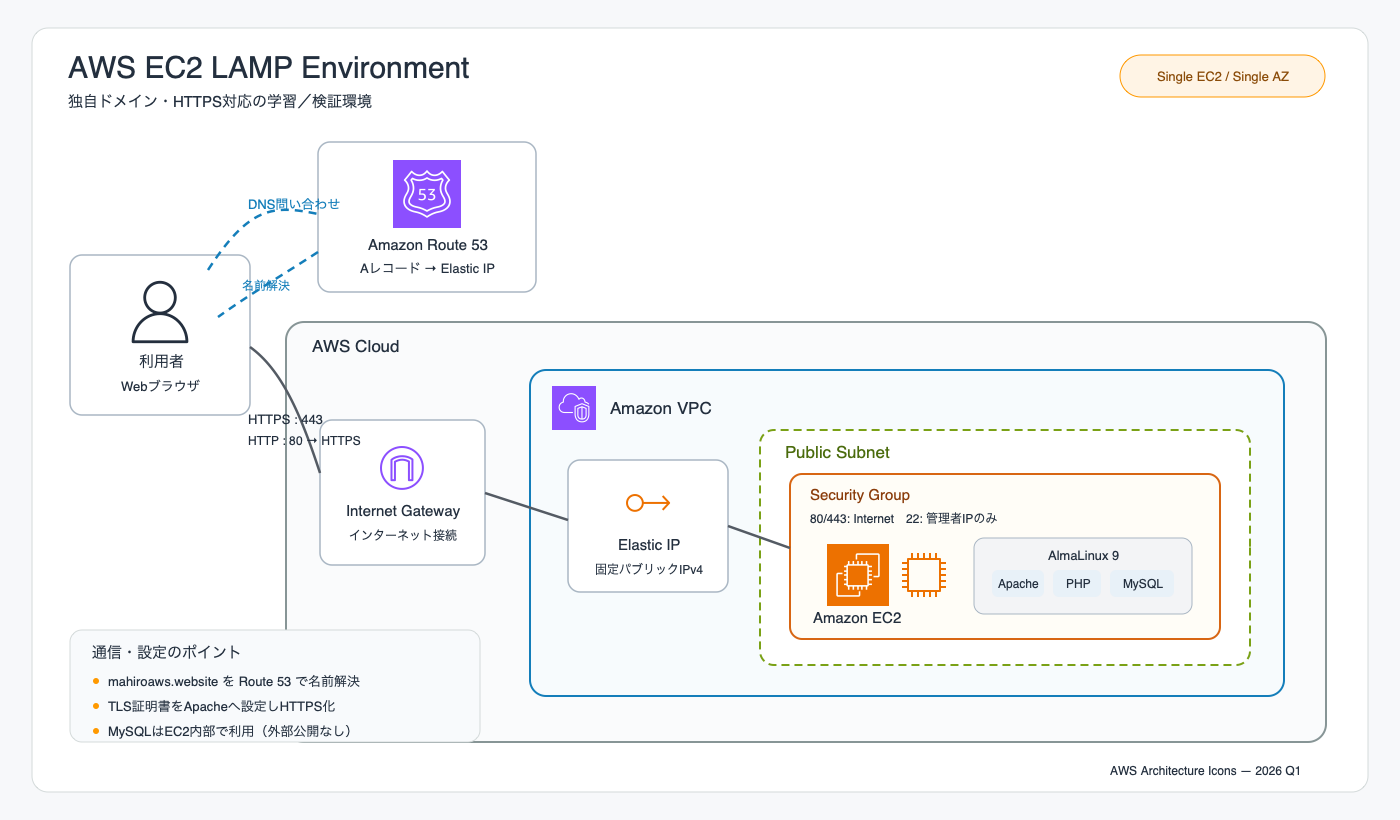 AWS EC2 LAMP Environment
独自ドメイン・HTTPS対応の学習／検証環境
Single EC2 / Single AZ
53
Amazon Route 53
Aレコード → Elastic IP
DNS問い合わせ
名前解決
利用者
Webブラウザ
HTTPS : 443
HTTP : 80 → HTTPS
AWS Cloud
Internet Gateway
インターネット接続
Amazon VPC
Elastic IP
固定パブリックIPv4
Public Subnet
Security Group
80/443: Internet 22: 管理者IPのみ
Amazon EC2
AlmaLinux 9
Apache PHP MySQL
通信・設定のポイント
mahiroaws.website を Route 53 で名前解決
TLS証明書をApacheへ設定しHTTPS化
MySQLはEC2内部で利用（外部公開なし）
AWS Architecture Icons — 2026 Q1